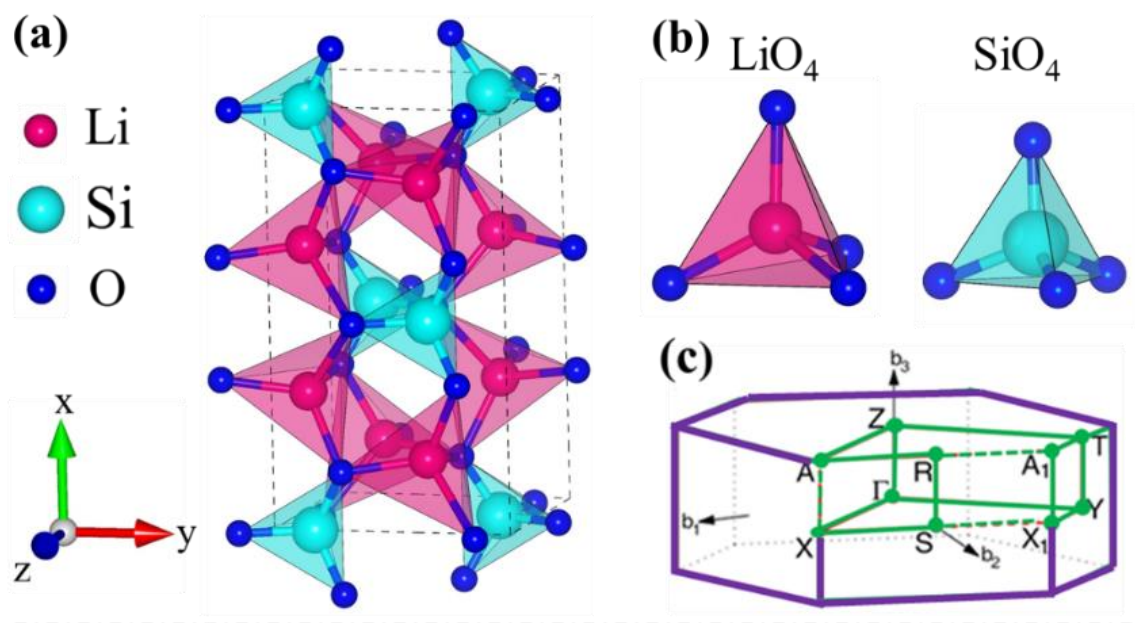 (a)
Li
Si
O
x
y
z
(b)
LiO₄
SiO₄
(c)
b₃
Z
T
A
R
A₁
Γ
Y
b₁
X
S
b₂
X₁